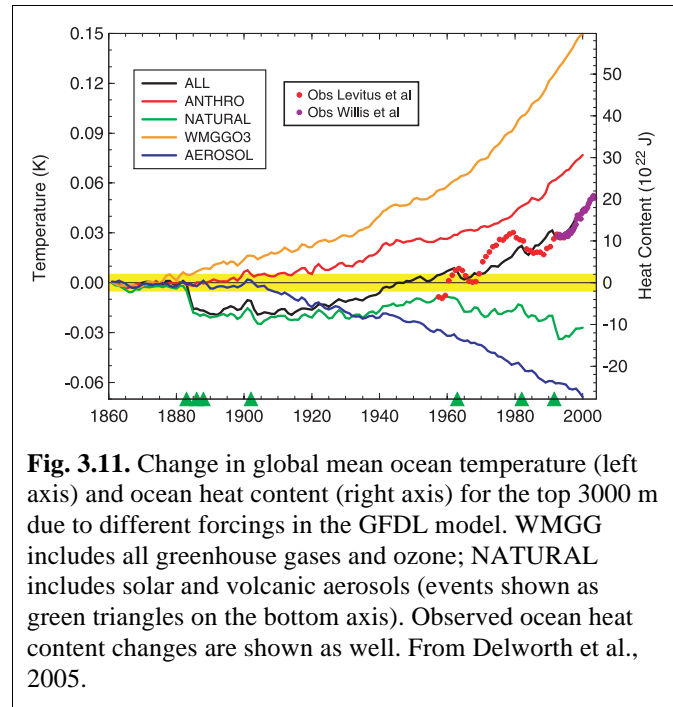 0.15
0.12
0.09
0.06
0.03
0.00
-0.03
-0.06
Temperature (K)
ALL
ANTHRO
NATURAL
WMGGO3
AEROSOL
Obs Levitus et al
Obs Willis et al
50
40
30
20
10
0
-10
-20
Heat Content (10²² J)
1860 1880 1900 1920 1940 1960 1980 2000
Fig. 3.11. Change in global mean ocean temperature (left
axis) and ocean heat content (right axis) for the top 3000 m
due to different forcings in the GFDL model. WMGG
includes all greenhouse gases and ozone; NATURAL
includes solar and volcanic aerosols (events shown as
green triangles on the bottom axis). Observed ocean heat
content changes are shown as well. From Delworth et al.,
2005.